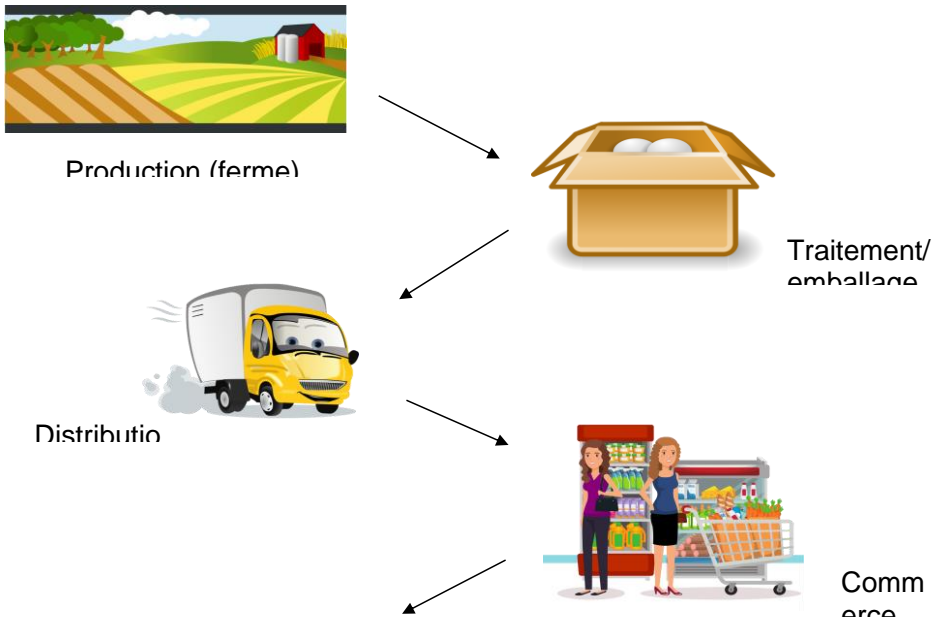 Production (ferme)
Traitement/
emballage
Distributio
Comm
erce